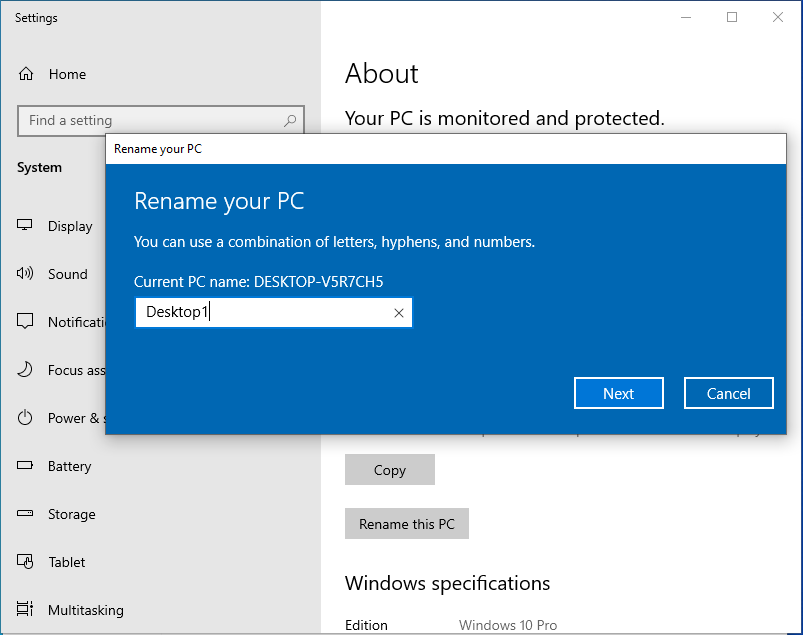 Settings
Home
Find a setting
System
Display
Sound
Notificati
Focus ass
Power & s
Battery
Storage
Tablet
Multitasking
About
Your PC is monitored and protected.
Rename your PC
Rename your PC
You can use a combination of letters, hyphens, and numbers.
Current PC name: DESKTOP-V5R7CH5
Desktop1
Next
Cancel
Copy
Rename this PC
Windows specifications
Edition Windows 10 Pro